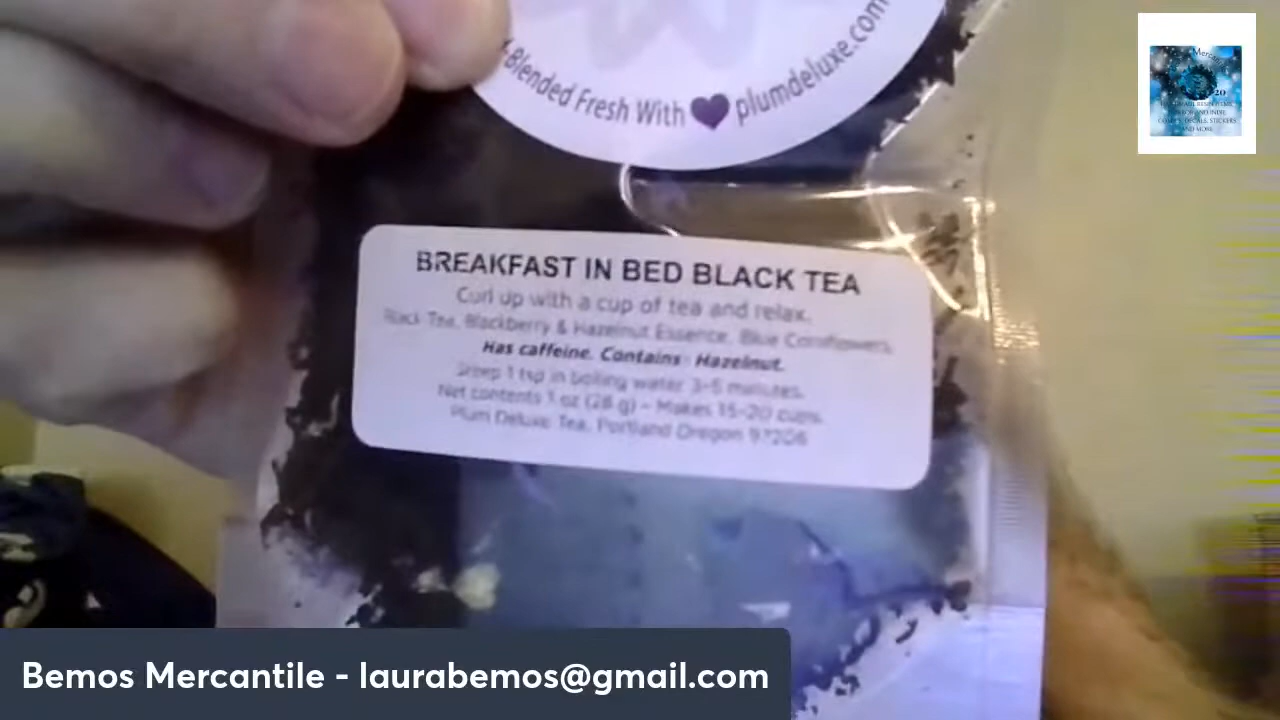 Blended Fresh With plumdeluxe.com
BREAKFAST IN BED BLACK TEA
Curl up with a cup of tea and relax.
Black Tea, Blackberry & Hazelnut Essence, Blue Cornflowers.
Has caffeine. Contains Hazelnut.
Steep 1 tsp in boiling water 3-5 minutes.
Net contents 1 oz (28 g) – Makes 15-20 cups.
Plum Deluxe Tea, Portland Oregon 97206
Bemos Mercantile - laurabemos@gmail.com